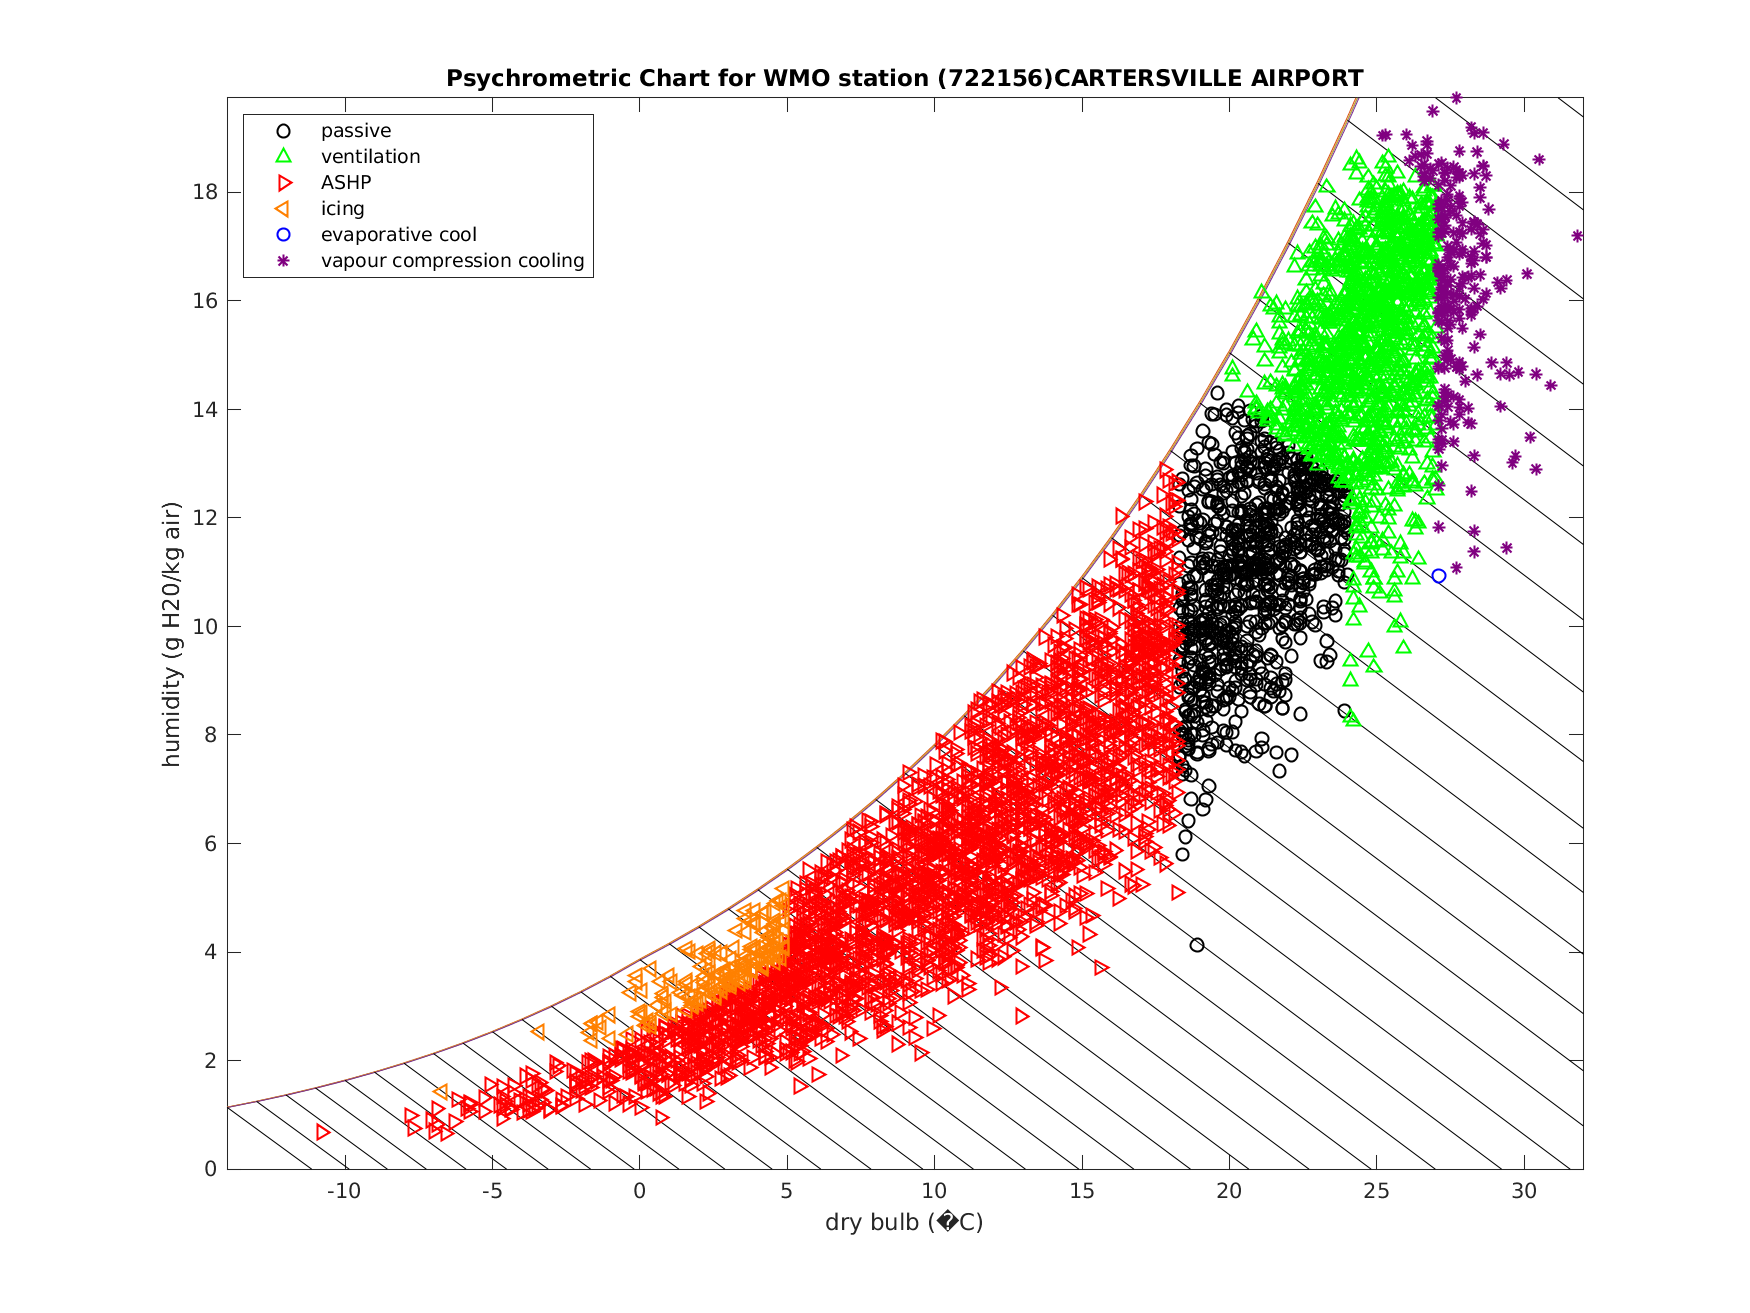 Psychrometric Chart for WMO station (722156)CARTERSVILLE AIRPORT
passive
ventilation
ASHP
icing
evaporative cool
vapour compression cooling
humidity (g H20/kg air)
18
16
14
12
10
8
6
4
2
0
-10 -5 0 5 10 15 20 25 30
dry bulb (�C)